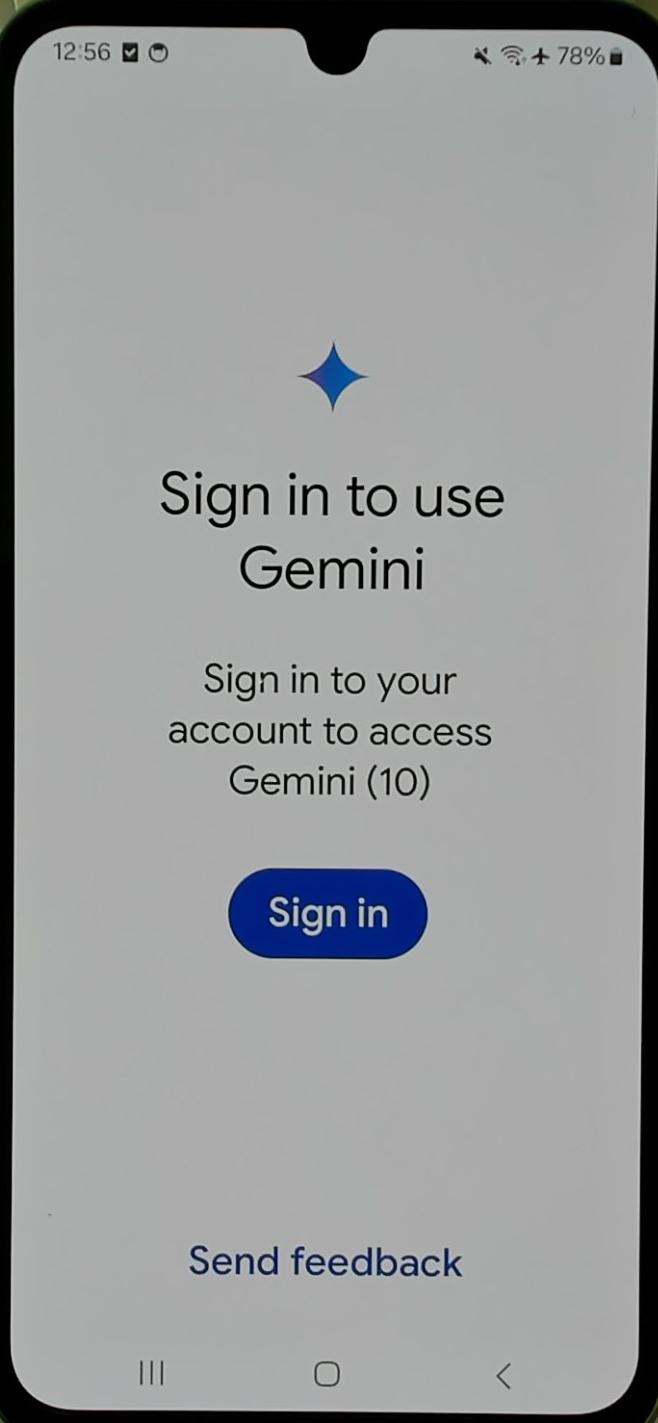 12:56 78%
Sign in to use
Gemini
Sign in to your
account to access
Gemini (10)
Sign in
Send feedback